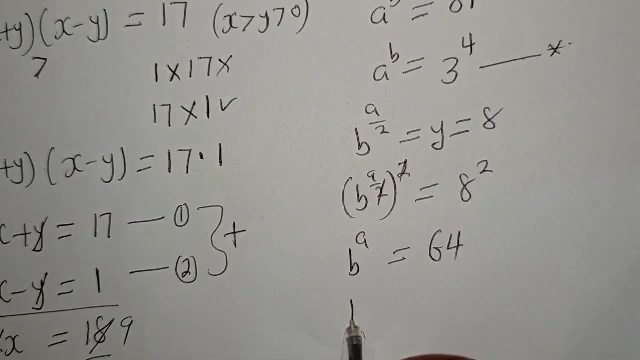 +y)(x-y) = 17 (x>y>0)
>
1×17×
17×1✓
+y)(x-y) = 17·1
x+y = 17 — ①
} +
x-y = 1 — ②
x = 18 9
a^b = 81
a^b = 3^4 — *
b^(a/2) = y = 8
(b^(a/2))^2 = 8^2
b^a = 64